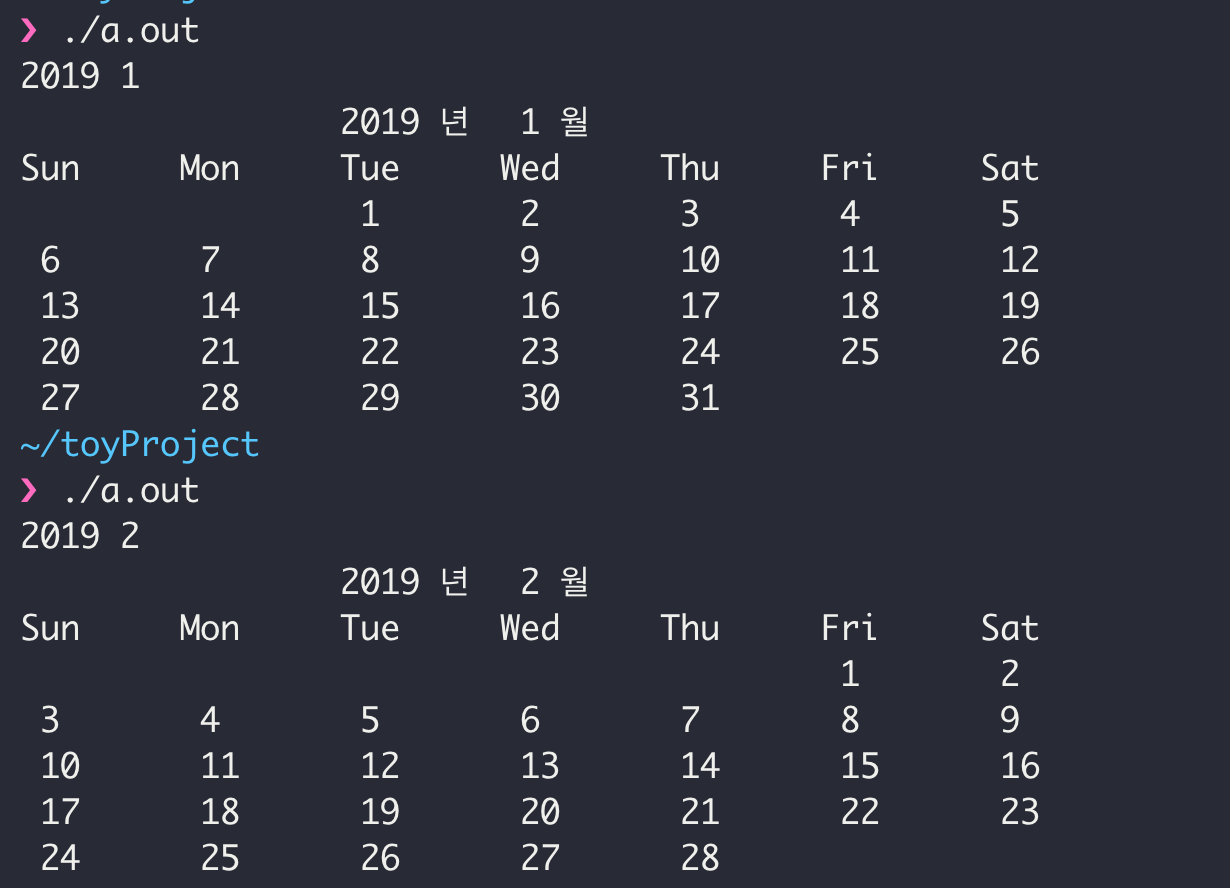 ❯ ./a.out
2019 1
2019 년 1 월
Sun Mon Tue Wed Thu Fri Sat
1 2 3 4 5
6 7 8 9 10 11 12
13 14 15 16 17 18 19
20 21 22 23 24 25 26
27 28 29 30 31
~/toyProject
❯ ./a.out
2019 2
2019 년 2 월
Sun Mon Tue Wed Thu Fri Sat
1 2
3 4 5 6 7 8 9
10 11 12 13 14 15 16
17 18 19 20 21 22 23
24 25 26 27 28